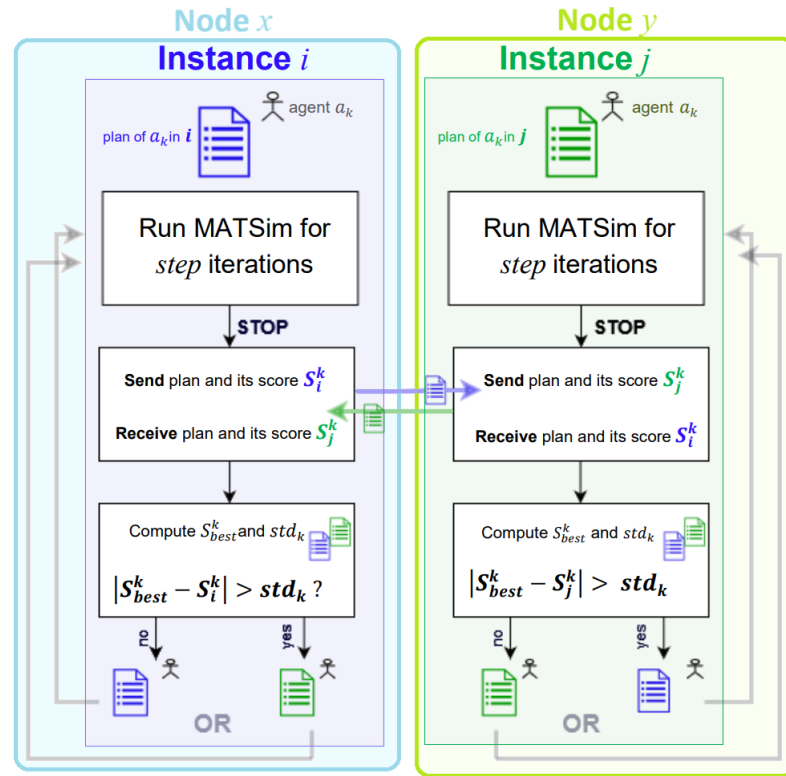 Node x
Instance i
agent a_k
plan of a_k in i
Run MATSim for
step iterations
STOP
Send plan and its score S_i^k
Receive plan and its score S_j^k
Compute S_best^k and std_k
|S_best^k − S_i^k| > std_k ?
no
yes
OR
Node y
Instance j
agent a_k
plan of a_k in j
Run MATSim for
step iterations
STOP
Send plan and its score S_j^k
Receive plan and its score S_i^k
Compute S_best^k and std_k
|S_best^k − S_j^k| > std_k
no
yes
OR